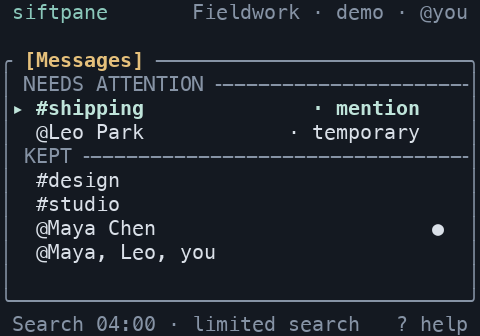 siftpane Fieldwork · demo · @you
[Messages]
NEEDS ATTENTION
▸ #shipping · mention
@Leo Park · temporary
KEPT
#design
#studio
@Maya Chen ●
@Maya, Leo, you
Search 04:00 · limited search ? help